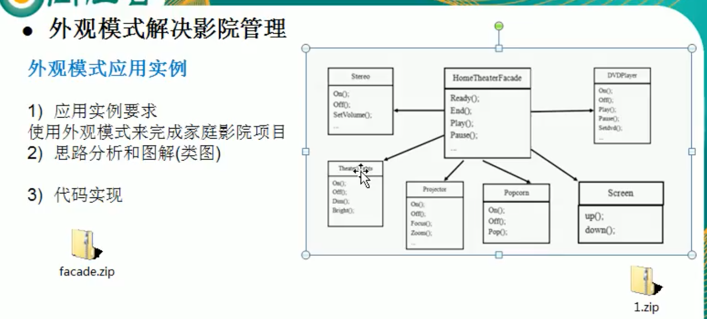 外观模式解决影院管理
外观模式应用实例
1) 应用实例要求
使用外观模式来完成家庭影院项目
2) 思路分析和图解(类图)
3) 代码实现
facade.zip
Stereo
On();
Off();
SetVolume();
...
HomeTheaterFacade
Ready();
End();
Play();
Pause();
...
DVDPlayer
On();
Off();
Play();
Pause();
...
On();
Off();
Dim();
Bright();
Projector
On();
Off();
Focus();
Zoom();
...
Popcorn
On();
Off();
Pop();
Screen
up();
down();
1.zip